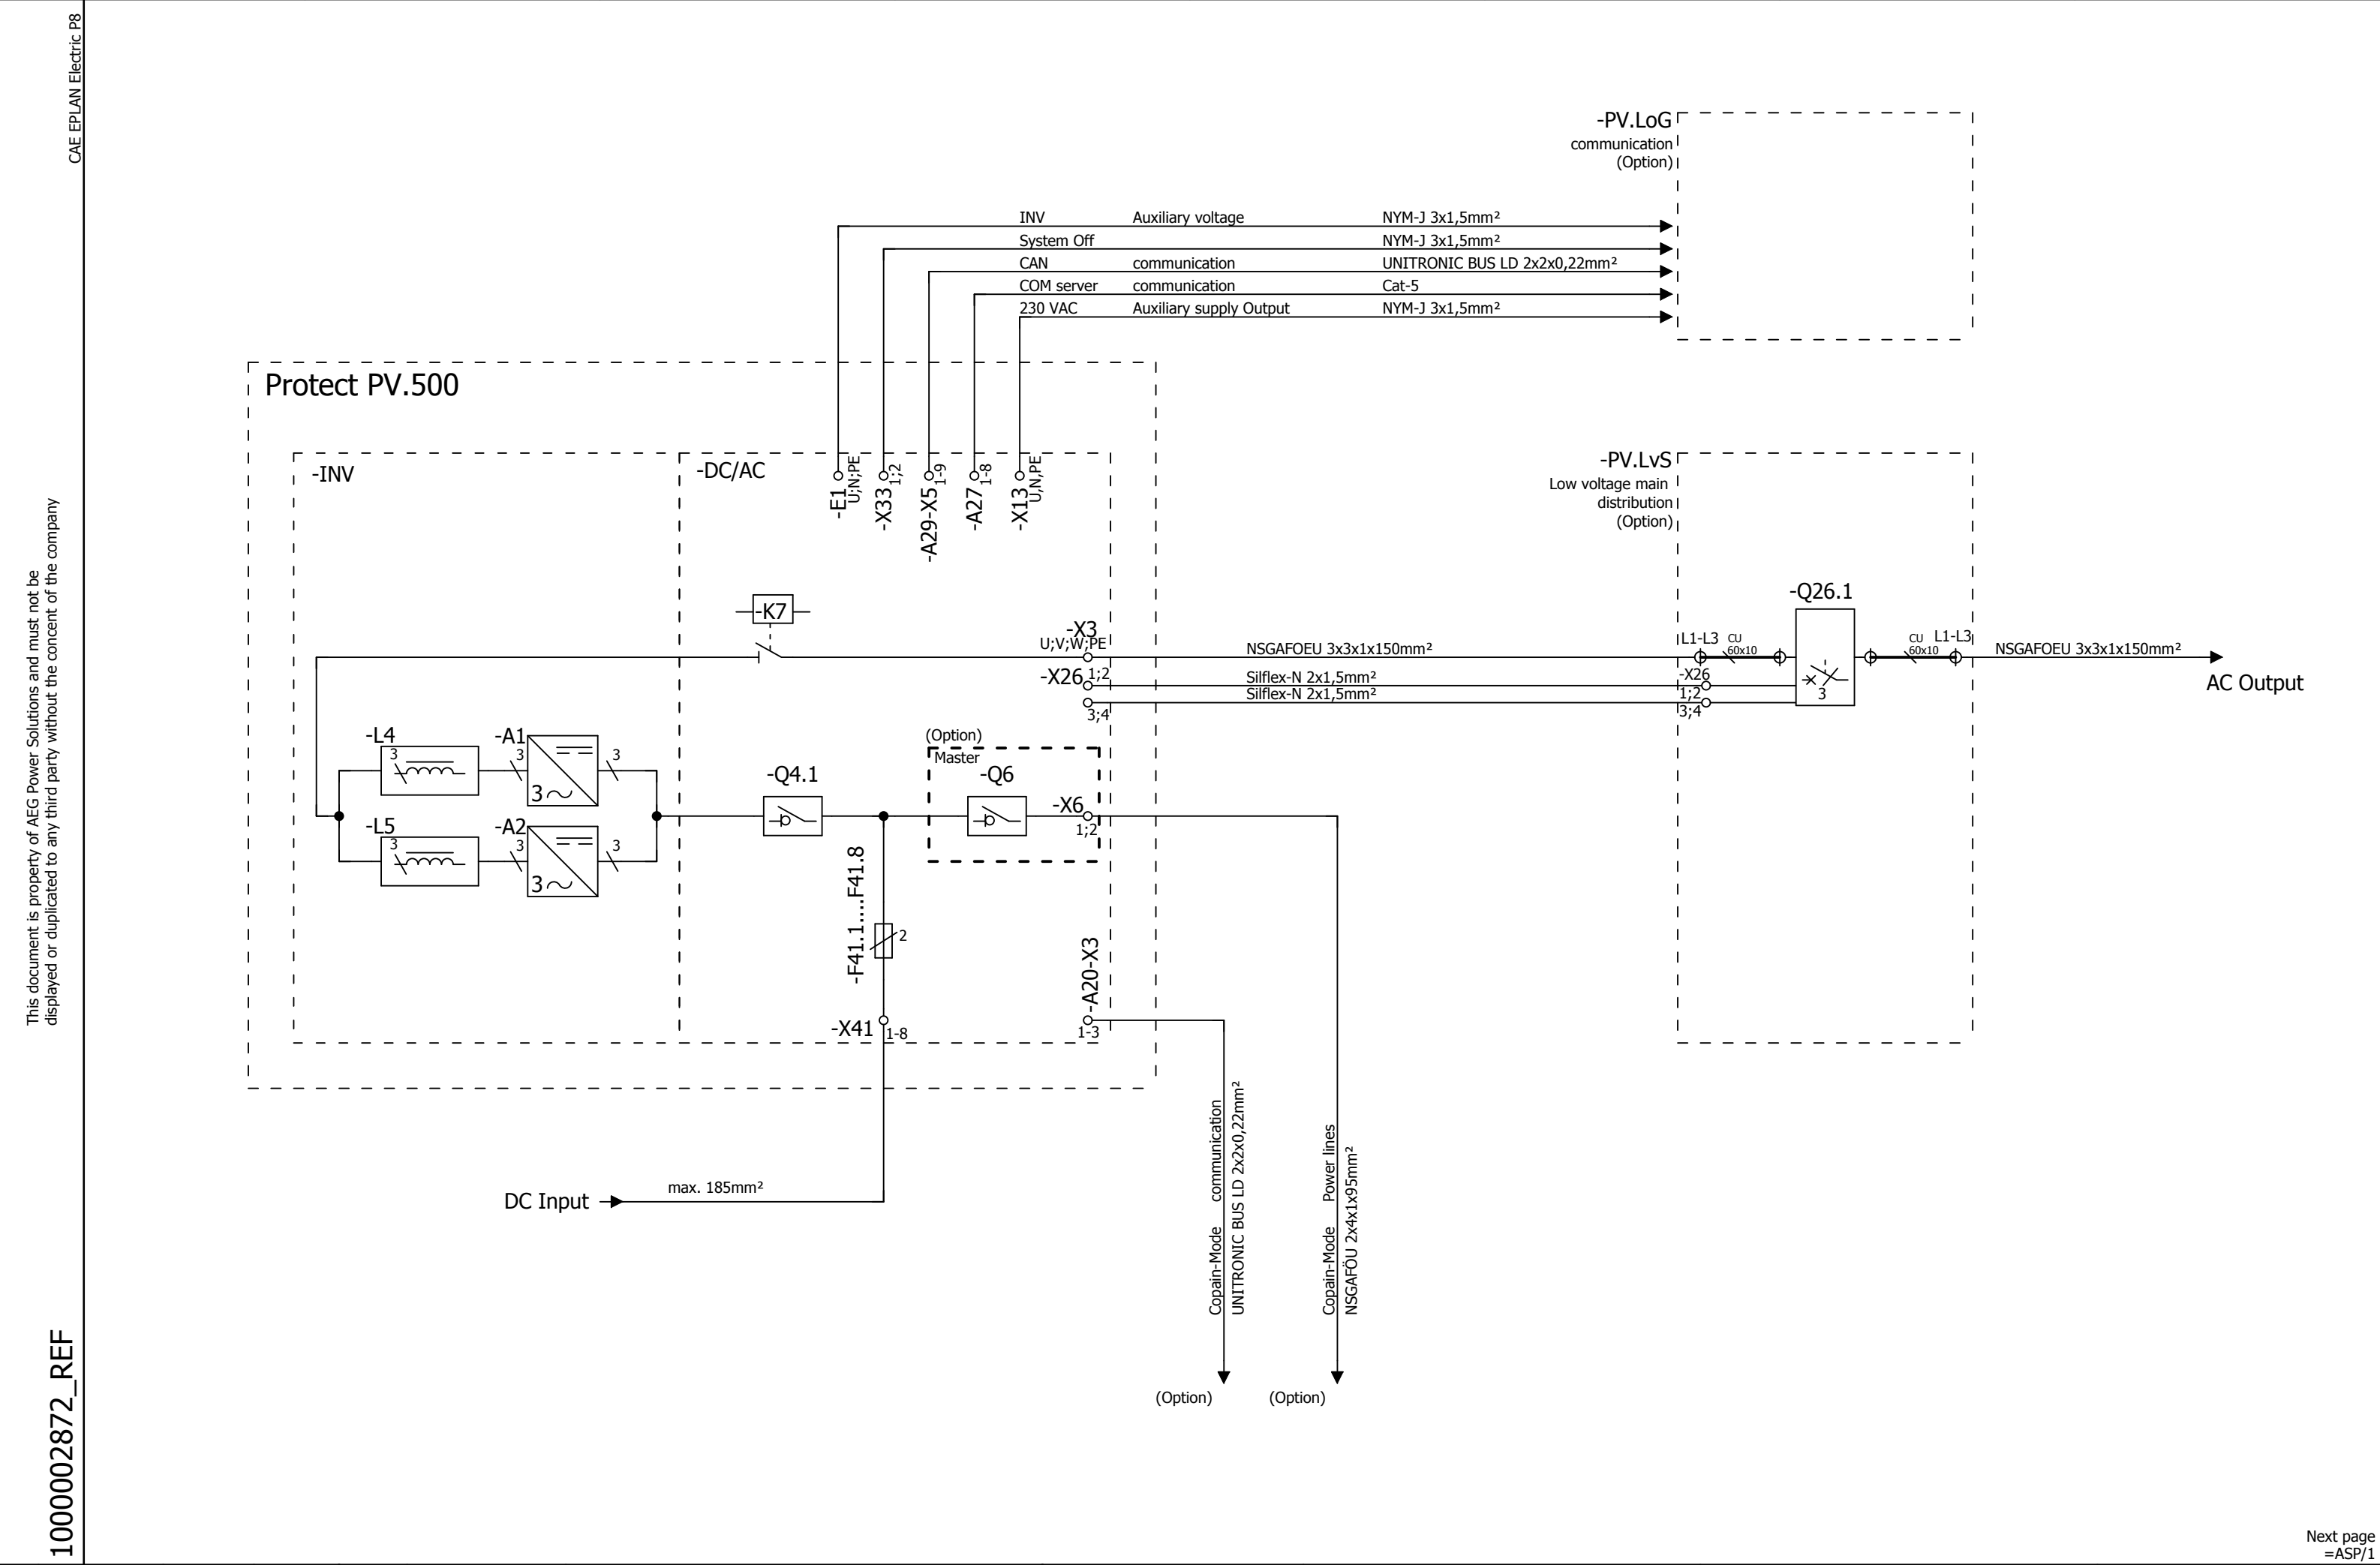 CAE EPLAN Electric P8
This document is property of AEG Power Solutions and must not be
displayed or duplicated to any third party without the concent of the company
1000002872_REF
-PV.LoG
communication
(Option)
INV Auxiliary voltage NYM-J 3x1,5mm²
System Off NYM-J 3x1,5mm²
CAN communication UNITRONIC BUS LD 2x2x0,22mm²
COM server communication Cat-5
230 VAC Auxiliary supply Output NYM-J 3x1,5mm²
Protect PV.500
-INV
-DC/AC
-E1
U;N;PE
-X33
1;2
-A29-X5
1-9
-A27
1-8
-X13
U,N,PE
-PV.LvS
Low voltage main
distribution
(Option)
-K7
-X3
U;V;W;PE
NSGAFOEU 3x3x1x150mm²
-X26
1;2
Silflex-N 2x1,5mm²
Silflex-N 2x1,5mm²
3;4
-Q26.1
L1-L3
CU
60x10
-X26
1;2
3;4
3
CU
60x10
L1-L3
NSGAFOEU 3x3x1x150mm²
AC Output
-L4
3
-A1
3
3
3
-L5
3
-A2
3
3
3
-Q4.1
(Option)
Master
-Q6
-X6
1;2
-F41.1....F41.8
2
-X41
1-8
-A20-X3
1-3
DC Input
max. 185mm²
Copain-Mode communication
UNITRONIC BUS LD 2x2x0,22mm²
Copain-Mode Power lines
NSGAFÖU 2x4x1x95mm²
(Option)
(Option)
Next page
=ASP/1